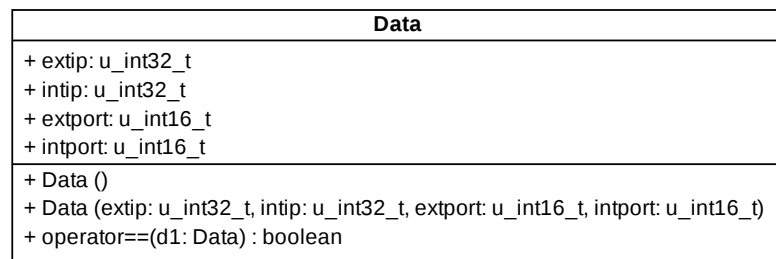 Data
+ extip: u_int32_t
+ intip: u_int32_t
+ extport: u_int16_t
+ intport: u_int16_t
+ Data ()
+ Data (extip: u_int32_t, intip: u_int32_t, extport: u_int16_t, intport: u_int16_t)
+ operator==(d1: Data) : boolean